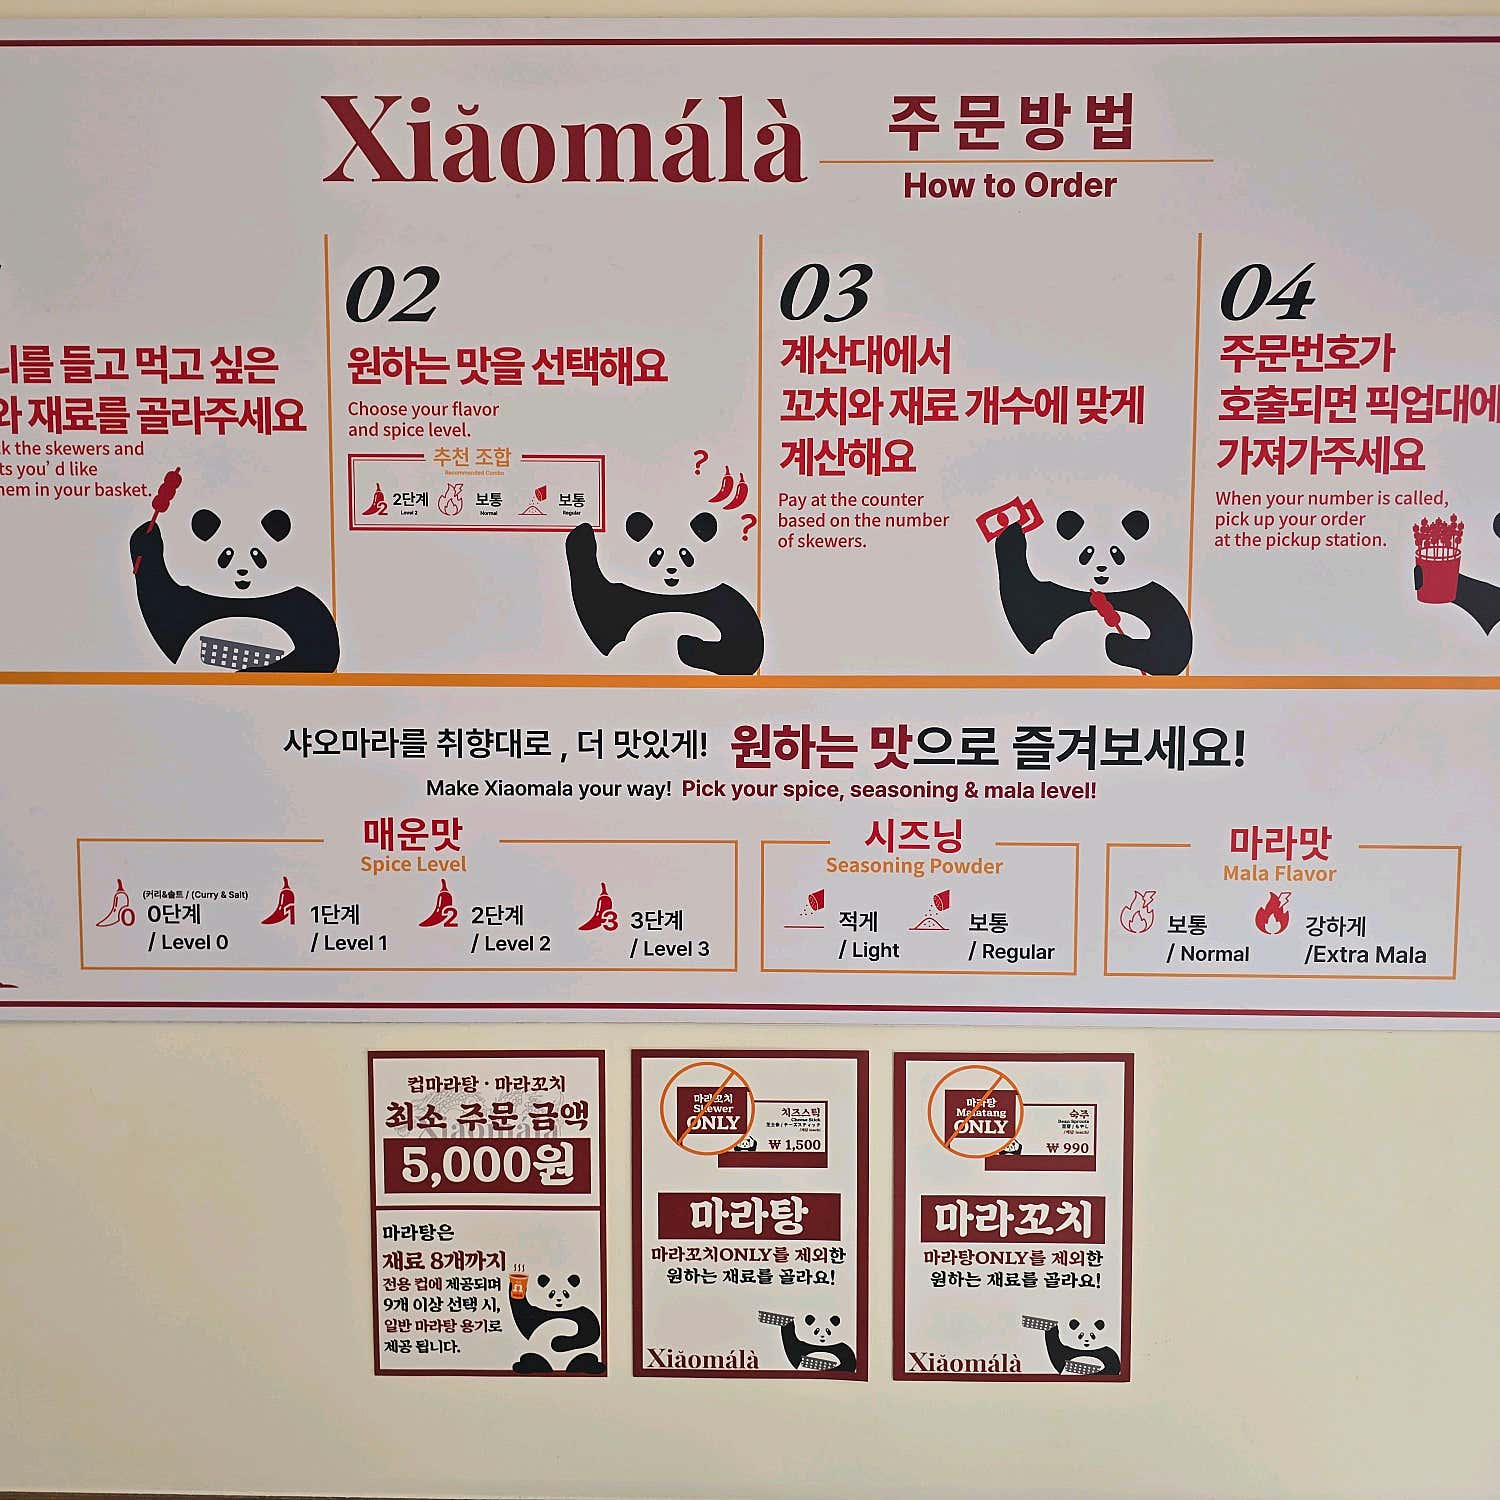 Xiǎomálà
주문방법
How to Order
니를 들고 먹고 싶은
와 재료를 골라주세요
ck the skewers and
ts you'd like
hem in your basket.
02
원하는 맛을 선택해요
Choose your flavor
and spice level.
추천 조합
Recommended Combo
2 2단계 보통 보통
Level 2 Normal Regular
?
?
03
계산대에서
꼬치와 재료 개수에 맞게
계산해요
Pay at the counter
based on the number
of skewers.
04
주문번호가
호출되면 픽업대에
가져가주세요
When your number is called,
pick up your order
at the pickup station.
샤오마라를 취향대로 , 더 맛있게! 원하는 맛으로 즐겨보세요!
Make Xiaomala your way! Pick your spice, seasoning & mala level!
매운맛
Spice Level
(커리&솔트 / (Curry & Salt)
0 0단계
/ Level 0
1 1단계
/ Level 1
2 2단계
/ Level 2
3 3단계
/ Level 3
시즈닝
Seasoning Powder
적게
/ Light
보통
/ Regular
마라맛
Mala Flavor
보통
/ Normal
강하게
/Extra Mala
컵마라탕 · 마라꼬치
최소 주문 금액
Xiaomala
5,000원
마라탕은
재료 8개까지
전용 컵에 제공되며
9개 이상 선택 시,
일반 마라탕 용기로
제공 됩니다.
마라꼬치
Skewer
ONLY
치즈스틱
Cheese Stick
₩ 1,500
마라탕
마라꼬치ONLY를 제외한
원하는 재료를 골라요!
Xiǎomálà
마라탕
Malatang
ONLY
숙주
Bean Sprouts
₩ 990
마라꼬치
마라탕ONLY를 제외한
원하는 재료를 골라요!
Xiǎomálà